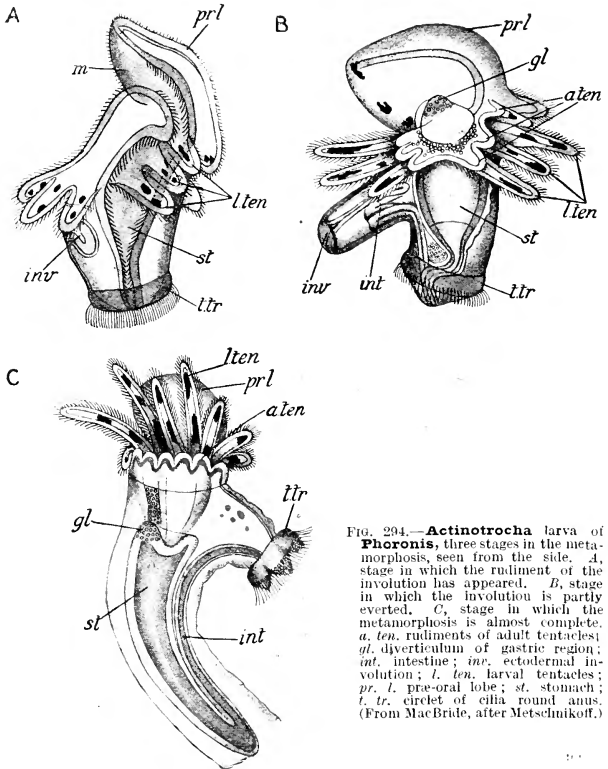 A
prl
m
l.ten
st
inv
t.tr
B
prl
gl
a.ten
l.ten
st
inv
int
t.tr
C
l.ten
prl
a.ten
ttr
gl
st
int
FIG. 294.—Actinotrocha larva of
Phoronis, three stages in the meta-
morphosis, seen from the side. A,
stage in which the rudiment of the
involution has appeared. B, stage
in which the involution is partly
everted. C, stage in which the
metamorphosis is almost complete.
a. ten. rudiments of adult tentacles;
gl. diverticulum of gastric region;
int. intestine; inv. ectodermal in-
volution; l. ten. larval tentacles;
pr. l. præ-oral lobe; st. stomach;
t. tr. circlet of cilia round anus.
(From MacBride, after Metschnikoff.)